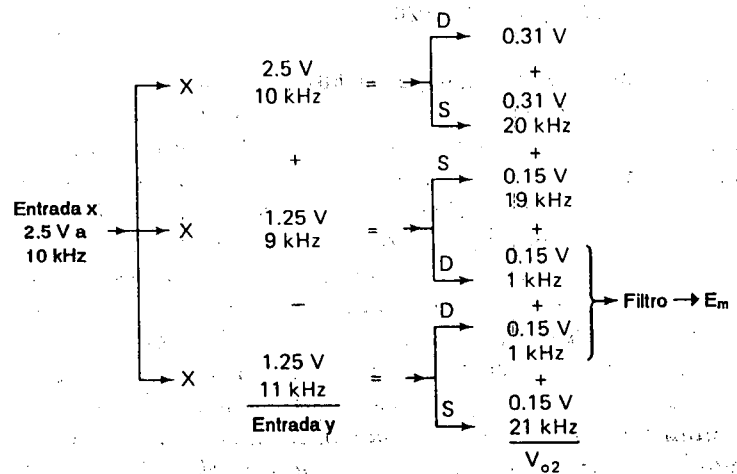 Entrada x
2.5 V a
10 kHz
X
2.5 V
10 kHz
=
D
0.31 V
+
S
0.31 V
20 kHz
+
+
X
1.25 V
9 kHz
=
S
0.15 V
19 kHz
+
D
0.15 V
1 kHz
−
+
X
1.25 V
11 kHz
Entrada y
=
D
0.15 V
1 kHz
+
S
0.15 V
21 kHz
V₀₂
Filtro
Eₘ